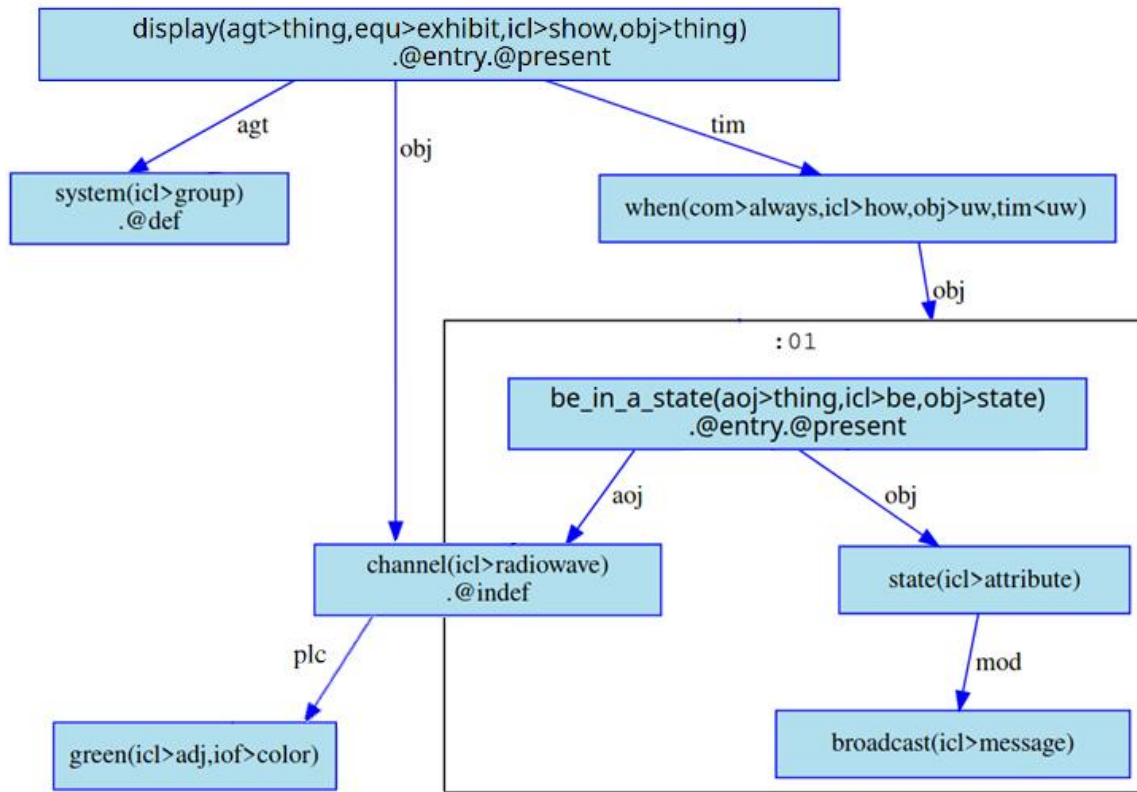 display(agt>thing,equ>exhibit,icl>show,obj>thing)
.@entry.@present
agt
obj
tim
system(icl>group)
.@def
when(com>always,icl>how,obj>uw,tim<uw)
obj
:01
be_in_a_state(aoj>thing,icl>be,obj>state)
.@entry.@present
aoj
obj
channel(icl>radiowave)
.@indef
state(icl>attribute)
plc
mod
green(icl>adj,iof>color)
broadcast(icl>message)